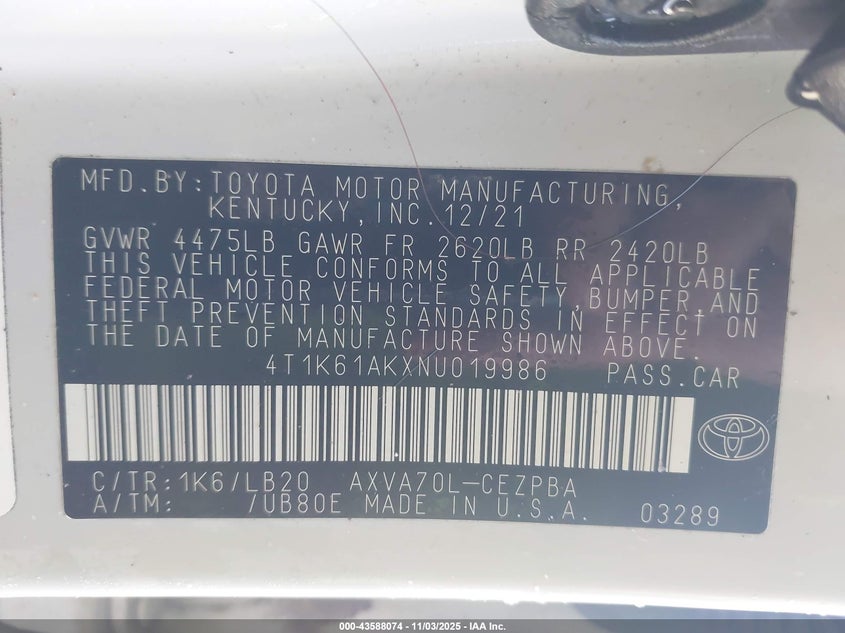 MFD.BY:TOYOTA MOTOR MANUFACTURING,
KENTUCKY,INC.12/21
GVWR 4475LB GAWR FR 2620LB RR 2420LB
THIS VEHICLE CONFORMS TO ALL APPLICABLE
FEDERAL MOTOR VEHICLE SAFETY,BUMPER,AND
THEFT PREVENTION STANDARDS IN EFFECT ON
THE DATE OF MANUFACTURE SHOWN ABOVE.
4T1K61AKXNU019986 PASS.CAR
C/TR:1K6/LB20 AXVA70L-CEZPBA
A/TM: /UB80E MADE IN U.S.A. 03289
000-43588074 | 11/03/2025 - IAA Inc.